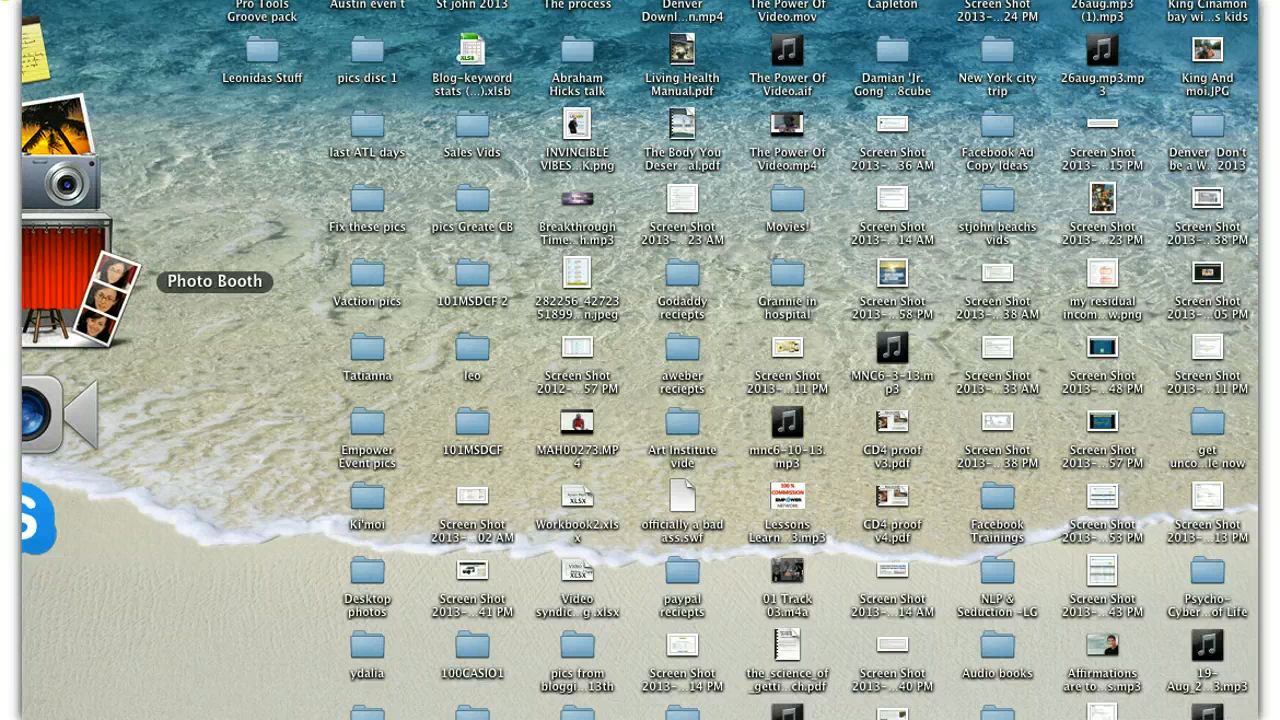 Pro Tools
Groove pack
Austin even t
St john 2013
The process
Denver
Downl...n.mp4
The Power Of
Video.mov
Capleton
Screen Shot
2013-...24 PM
26aug.mp3
(1).mp3
King Cinamon
bay wi...s kids
Leonidas Stuff
pics disc 1
XLSB
Blog-keyword
stats (...).xlsb
Abraham
Hicks talk
Living Health
Manual.pdf
The Power Of
Video.aif
Damian 'Jr.
Gong'...8cube
New York city
trip
26aug.mp3.mp
3
King And
moi.JPG
last ATL days
Sales Vids
INVINCIBLE
VIBES...K.png
The Body You
Deser...al.pdf
The Power Of
Video.mp4
Screen Shot
2013-...36 AM
Facebook Ad
Copy Ideas
Screen Shot
2013-...15 PM
Denver Don't
be a W.. 2013
Fix these pics
pics Greate CB
Breakthrough
Time...h.mp3
Screen Shot
2013-...23 AM
Movies!
Screen Shot
2013-...14 AM
stjohn beachs
vids
Screen Shot
2013-...23 PM
Screen Shot
2013-...38 PM
Photo Booth
Vaction pics
101MSDCF 2
282256_42723
51899...n.jpeg
Godaddy
reciepts
Grannie in
hospital
Screen Shot
2013-...58 PM
Screen Shot
2013-...38 AM
my residual
incom...w.png
Screen Shot
2013-...05 PM
Tatianna
leo
Screen Shot
2012-...57 PM
aweber
reciepts
Screen Shot
2013-...11 PM
MNC6-3-13.m
p3
Screen Shot
2013-...33 AM
Screen Shot
2013-...48 PM
Screen Shot
2013-...11 PM
Empower
Event pics
101MSDCF
MAH00273.MP
4
Art Institute
vide
mnc6-10-13.
mp3
CD4 proof
v3.pdf
Screen Shot
2013-...38 PM
Screen Shot
2013-...57 PM
get
unco...le now
S
Ki'moi
Screen Shot
2013-...02 AM
XLSX
Workbook2.xls
x
officially a bad
ass.swf
100 %
COMMISSION
EMPOWER
NETWORK
Lessons
Learn...3.mp3
CD4 proof
v4.pdf
Facebook
Trainings
Screen Shot
2013-...53 PM
Screen Shot
2013-...13 PM
Desktop
photos
Screen Shot
2013-...41 PM
XLSX
Video
syndic...g .xlsx
paypal
reciepts
01 Track
03.m4a
Screen Shot
2013-...14 AM
NLP &
Seduction -LG
Screen Shot
2013-...43 PM
Psycho-
Cyber...of Life
ydalia
100CASIO1
pics from
bloggi...13th
Screen Shot
2013-...14 PM
the_science_of
_getti...ch.pdf
Screen Shot
2013-...40 PM
Audio books
Affirmations
are to...s.mp3
19-
Aug_2...3.mp3